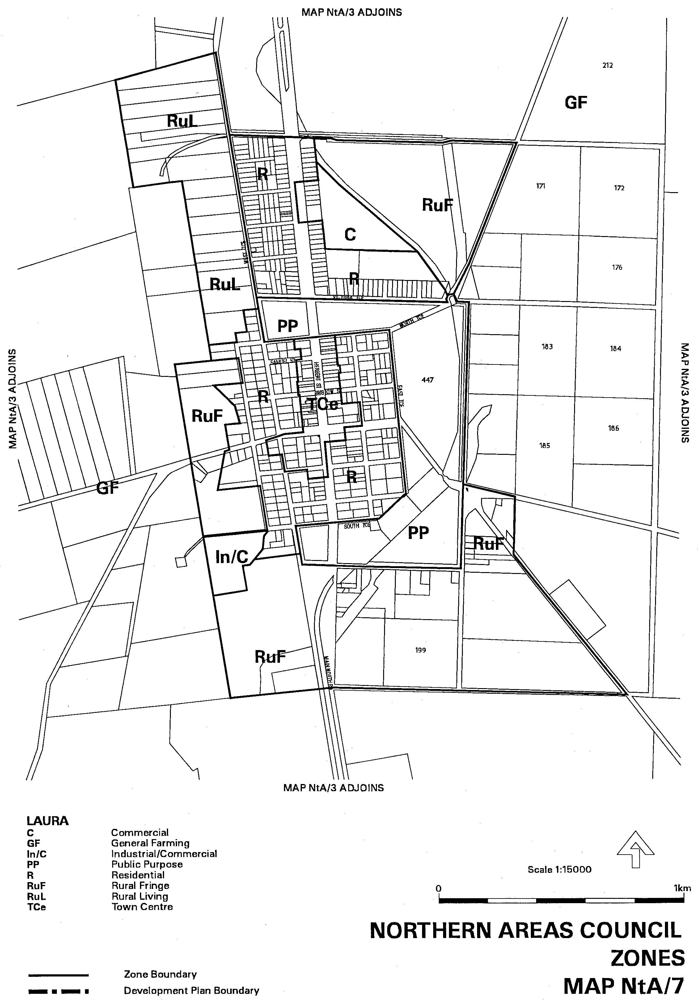 MAP NtA/3 ADJOINS
212
GF
RuL
R
171
172
RuF
C
WEST TCE
176
RuL
R
VICTORIA TCE
PP
NORTH TCE
183
184
MAP NtA/3 ADJOINS
MAP NtA/3 ADJOINS
SAMUEL ST
HERBERT ST
447
BRISTOW ST
EAST TCE
R
TCe
RuF
186
185
R
GF
SOUTH TCE
PP
RuF
In/C
199
RuF
MAIN NORTH RD
MAP NtA/3 ADJOINS
LAURA
C Commercial
GF General Farming
In/C Industrial/Commercial
PP Public Purpose
R Residential
RuF Rural Fringe
RuL Rural Living
TCe Town Centre
Scale 1:15000
0 1km
NORTHERN AREAS COUNCIL
ZONES
MAP NtA/7
Zone Boundary
Development Plan Boundary